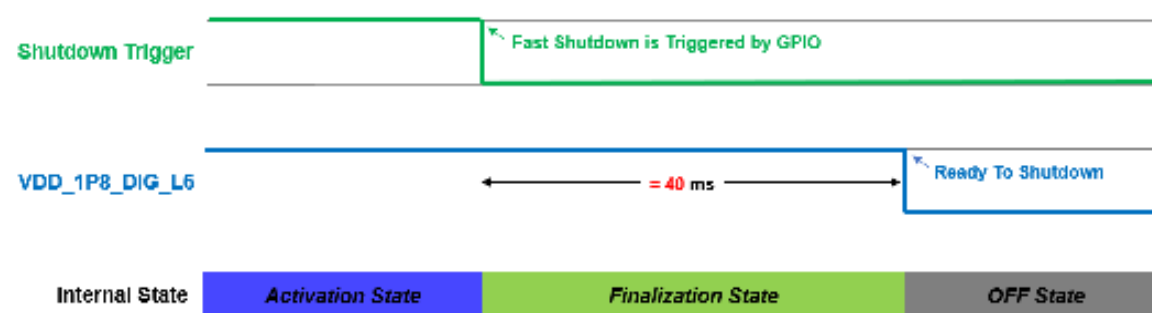 Shutdown Trigger
Fast Shutdown is Triggered by GPIO
VDD_1P8_DIG_L6
= 40 ms
Ready To Shutdown
Internal State
Activation State
Finalization State
OFF State